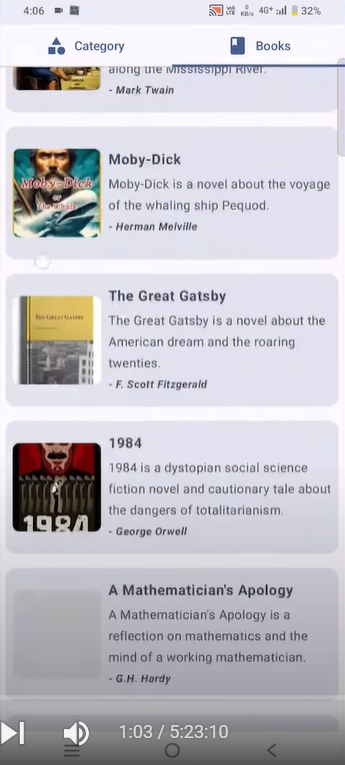 4:06 Vo) LTE 0 KB/s 4G+ 32%
Category Books
along the Mississippi River.
- Mark Twain
Moby-Dick
Moby-Dick is a novel about the voyage
of the whaling ship Pequod.
- Herman Melville
Moby-Dick
or
The Whale
The Great Gatsby
The Great Gatsby is a novel about the
American dream and the roaring
twenties.
- F. Scott Fitzgerald
THE GREAT GATSBY
1984
1984 is a dystopian social science
fiction novel and cautionary tale about
the dangers of totalitarianism.
- George Orwell
1984
A Mathematician's Apology
A Mathematician's Apology is a
reflection on mathematics and the
mind of a working mathematician.
- G.H. Hardy
1:03 / 5:23:10